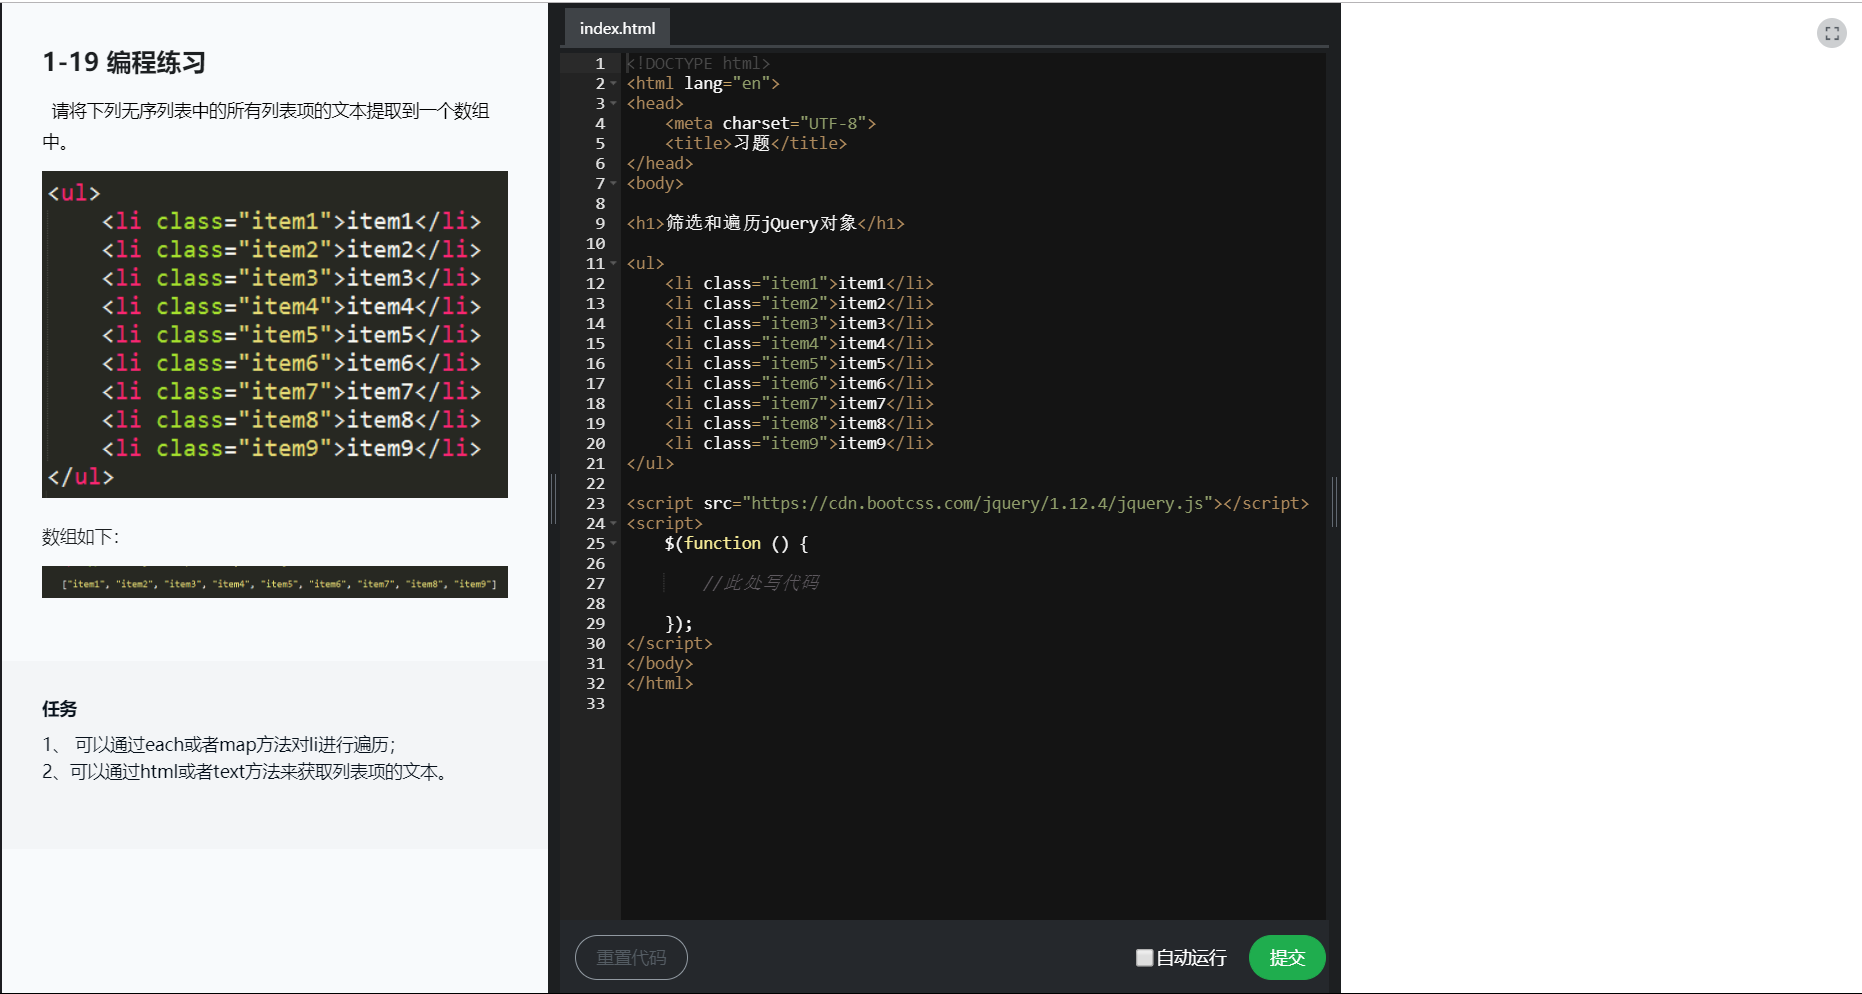 1-19 编程练习
请将下列无序列表中的所有列表项的文本提取到一个数组
中。
<ul>
<li class="item1">item1</li>
<li class="item2">item2</li>
<li class="item3">item3</li>
<li class="item4">item4</li>
<li class="item5">item5</li>
<li class="item6">item6</li>
<li class="item7">item7</li>
<li class="item8">item8</li>
<li class="item9">item9</li>
</ul>
数组如下：
["item1", "item2", "item3", "item4", "item5", "item6", "item7", "item8", "item9"]
任务
1、 可以通过each或者map方法对li进行遍历；
2、可以通过html或者text方法来获取列表项的文本。
index.html
1 <!DOCTYPE html>
2 <html lang="en">
3 <head>
4 <meta charset="UTF-8">
5 <title>习题</title>
6 </head>
7 <body>
8
9 <h1>筛选和遍历jQuery对象</h1>
10
11 <ul>
12 <li class="item1">item1</li>
13 <li class="item2">item2</li>
14 <li class="item3">item3</li>
15 <li class="item4">item4</li>
16 <li class="item5">item5</li>
17 <li class="item6">item6</li>
18 <li class="item7">item7</li>
19 <li class="item8">item8</li>
20 <li class="item9">item9</li>
21 </ul>
22
23 <script src="https://cdn.bootcss.com/jquery/1.12.4/jquery.js"></script>
24 <script>
25 $(function () {
26
27 //此处写代码
28
29 });
30 </script>
31 </body>
32 </html>
33
重置代码
自动运行
提交